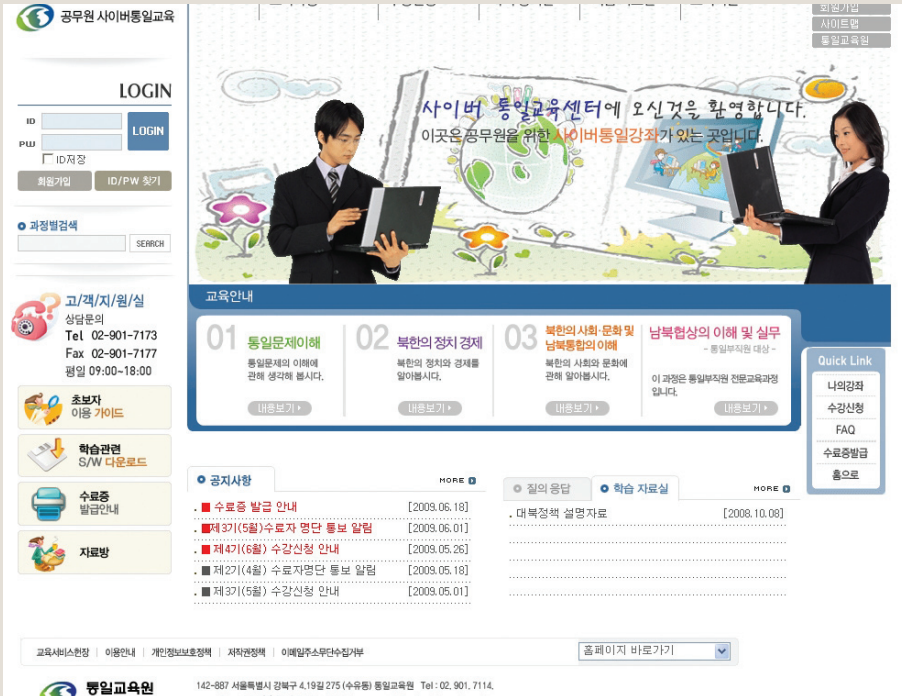 공무원 사이버통일교육
회원가입
사이트맵
통일교육원
LOGIN
ID
PW
LOGIN
ID저장
회원가입
ID/PW 찾기
과정별검색
SEARCH
사이버 통일교육센터에 오신것을 환영합니다.
이곳은 공무원을 위한 사이버통일강좌가 있는 곳입니다.
고/객/지/원/실
상담문의
Tel 02-901-7173
Fax 02-901-7177
평일 09:00~18:00
초보자
이용 가이드
학습관련
S/W 다운로드
수료증
발급안내
자료방
교육안내
01 통일문제이해
통일문제의 이해에
관해 생각해 봅시다.
내용보기
02 북한의 정치 경제
북한의 정치와 경제를
알아봅시다.
내용보기
03 북한의 사회·문화 및
남북통합의 이해
북한의 사회와 문화에
관해 알아봅시다.
내용보기
남북협상의 이해 및 실무
- 통일부직원 대상 -
이 과정은 통일부직원 전문교육과정
입니다.
내용보기
Quick Link
나의강좌
수강신청
FAQ
수료증발급
홈으로
공지사항
MORE
. ■ 수료증 발급 안내 [2009.06.18]
. ■제3기(5월)수료자 명단 통보 알림 [2009.06.01]
. ■ 제4기(6월) 수강신청 안내 [2009.05.26]
. ■ 제2기(4월) 수료자명단 통보 알림 [2009.05.18]
. ■ 제3기(5월) 수강신청 안내 [2009.05.01]
질의 응답
학습 자료실
MORE
. 대북정책 설명자료 [2008.10.08]
교육서비스헌장 | 이용안내 | 개인정보보호정책 | 저작권정책 | 이메일주소무단수집거부
홈페이지 바로가기
통일교육원
142-887 서울특별시 강북구 4.19길 275 (수유동) 통일교육원 Tel : 02. 901. 7114,